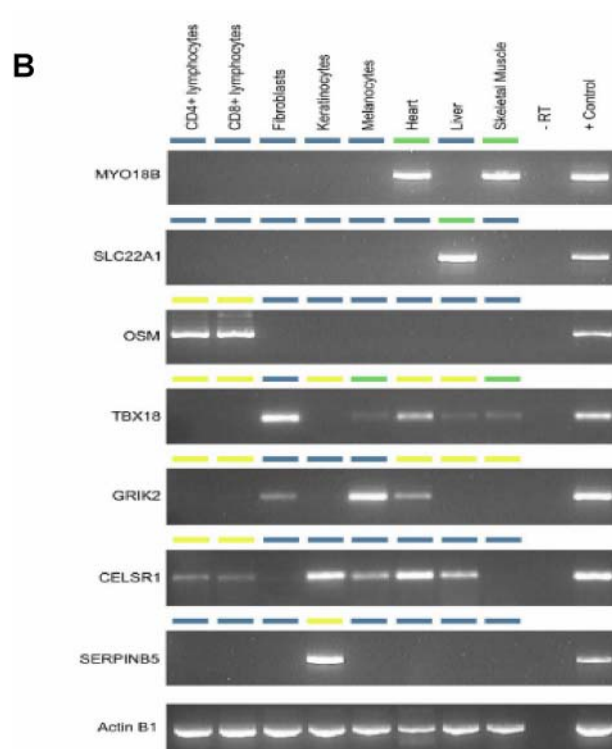 B
CD4+ lymphocytes
CD8+ lymphocytes
Fibroblasts
Keratinocytes
Melanocytes
Heart
Liver
Skeletal Muscle
- RT
+ Control
MYO18B
SLC22A1
OSM
TBX18
GRIK2
CELSR1
SERPINB5
Actin B1